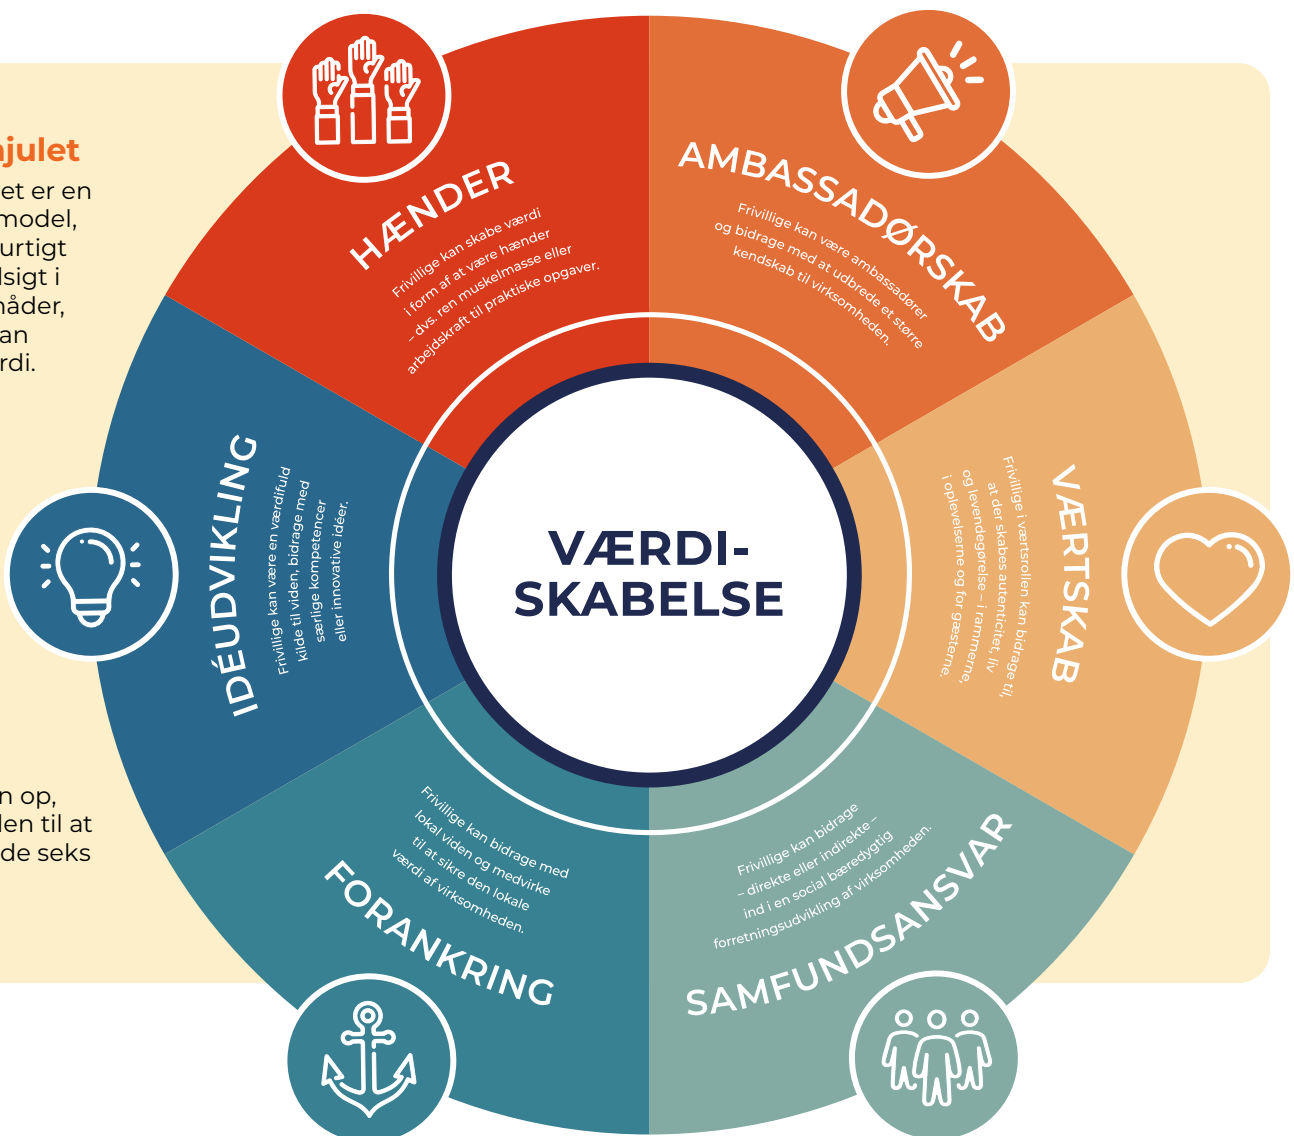 julet
et er en
model,
urtigt
dsigt i
måder,
an
rdi.
n op,
den til at
de seks
HÆNDER
Frivillige kan skabe værdi
i form af at være hænder
– dvs. ren muskelmasse eller
arbejdskraft til praktiske opgaver.
AMBASSADØRSKAB
Frivillige kan være ambassadører
og bidrage med at udbrede et større
kendskab til virksomheden.
VÆRTSKAB
Frivillige i værtsrollen kan bidrage til,
at der skabes autenticitet, liv
og levendegørelse – i rammerne,
i oplevelserne og for gæsterne.
SAMFUNDSANSVAR
Frivillige kan bidrage
– direkte eller indirekte –
ind i en social bæredygtig
forretningsudvikling af virksomheden.
FORANKRING
Frivillige kan bidrage med
lokal viden og medvirke
til at sikre den lokale
værdi af virksomheden.
IDÉUDVIKLING
Frivillige kan være en værdifuld
kilde til viden, bidrage med
særlige kompetencer
eller innovative idéer.
VÆRDI-
SKABELSE